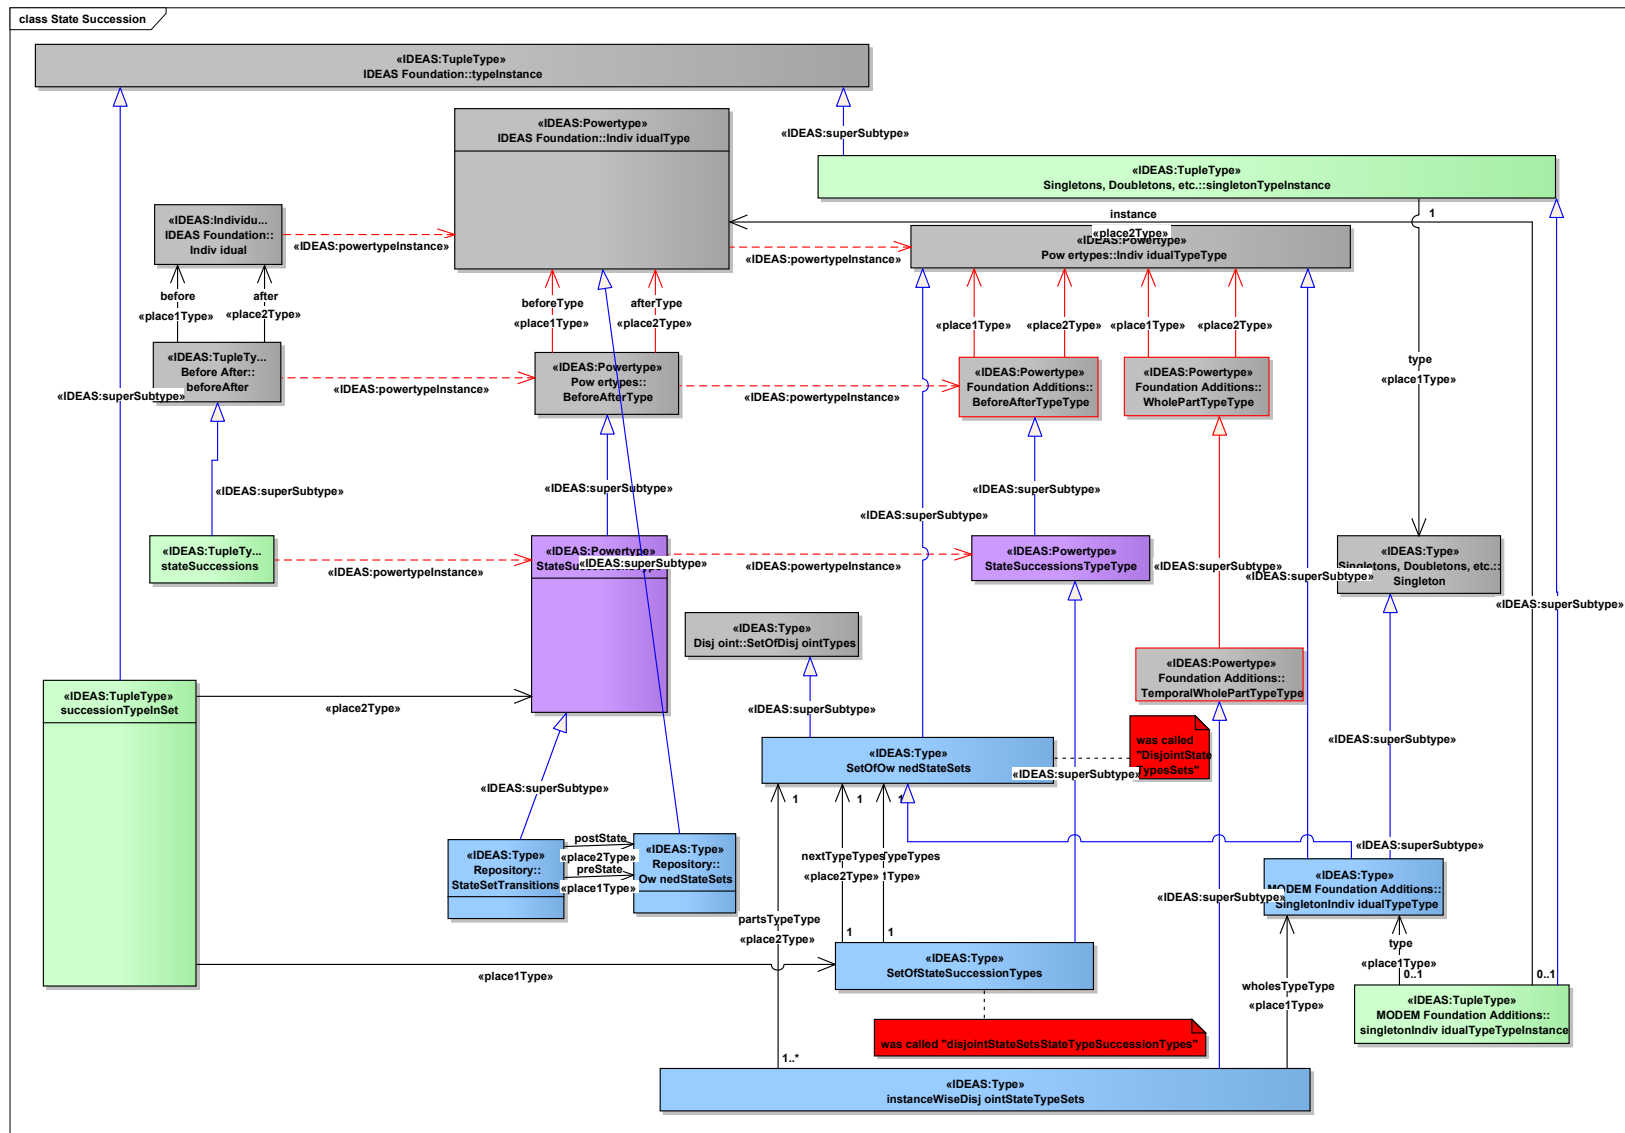 class State Succession
«IDEAS:TupleType»
IDEAS Foundation::typeInstance
«IDEAS:Powertype»
IDEAS Foundation::Indiv idualType
«IDEAS:superSubtype»
«IDEAS:TupleType»
Singletons, Doubletons, etc.::singletonTypeInstance
«IDEAS:Individu...
IDEAS Foundation::
Indiv idual
«IDEAS:powertypeInstance»
instance
1
«place2Type»
«IDEAS:Powertype»
Pow ertypes::Indiv idualTypeType
«IDEAS:powertypeInstance»
before
«place1Type»
after
«place2Type»
beforeType
«place1Type»
afterType
«place2Type»
«place1Type»
«place2Type»
«place1Type»
«place2Type»
«IDEAS:TupleTy...
Before After::
beforeAfter
«IDEAS:powertypeInstance»
«IDEAS:Powertype»
Pow ertypes::
BeforeAfterType
«IDEAS:powertypeInstance»
«IDEAS:Powertype»
Foundation Additions::
BeforeAfterTypeType
«IDEAS:Powertype»
Foundation Additions::
WholePartTypeType
type
«place1Type»
«IDEAS:superSubtype»
«IDEAS:superSubtype»
«IDEAS:superSubtype»
«IDEAS:superSubtype»
«IDEAS:superSubtype»
«IDEAS:TupleTy...
stateSuccessions
«IDEAS:powertypeInstance»
«IDEAS:Powertype»
«IDEAS:superSubtype»
«IDEAS:powertypeInstance»
«IDEAS:Powertype»
StateSuccessionsTypeType
«IDEAS:superSubtype»
«IDEAS:superSubtype»
«IDEAS:Type»
Singletons, Doubletons, etc.::
Singleton
«IDEAS:superSubtype»
«IDEAS:Type»
Disj oint::SetOfDisj ointTypes
«IDEAS:Powertype»
Foundation Additions::
TemporalWholePartTypeType
«IDEAS:TupleType»
successionTypeInSet
«place2Type»
«IDEAS:superSubtype»
was called
"DisjointState
TypesSets"
«IDEAS:superSubtype»
«IDEAS:Type»
SetOfOw nedStateSets
«IDEAS:superSubtype»
«IDEAS:superSubtype»
1
1
1
«IDEAS:Type»
Repository::
StateSetTransitions
postState
«place2Type»
preState
«place1Type»
«IDEAS:Type»
Repository::
Ow nedStateSets
nextTypeTypes
«place2Type»
«IDEAS:superSubtype»
«IDEAS:Type»
MODEM Foundation Additions::
SingletonIndiv idualTypeType
«IDEAS:superSubtype»
partsTypeType
«place2Type»
1
1
type
«place1Type»
0..1
0..1
«IDEAS:Type»
SetOfStateSuccessionTypes
«place1Type»
wholesTypeType
«place1Type»
«IDEAS:TupleType»
MODEM Foundation Additions::
singletonIndiv idualTypeTypeInstance
was called "disjointStateSetsStateTypeSuccessionTypes"
1..*
«IDEAS:Type»
instanceWiseDisj ointStateTypeSets